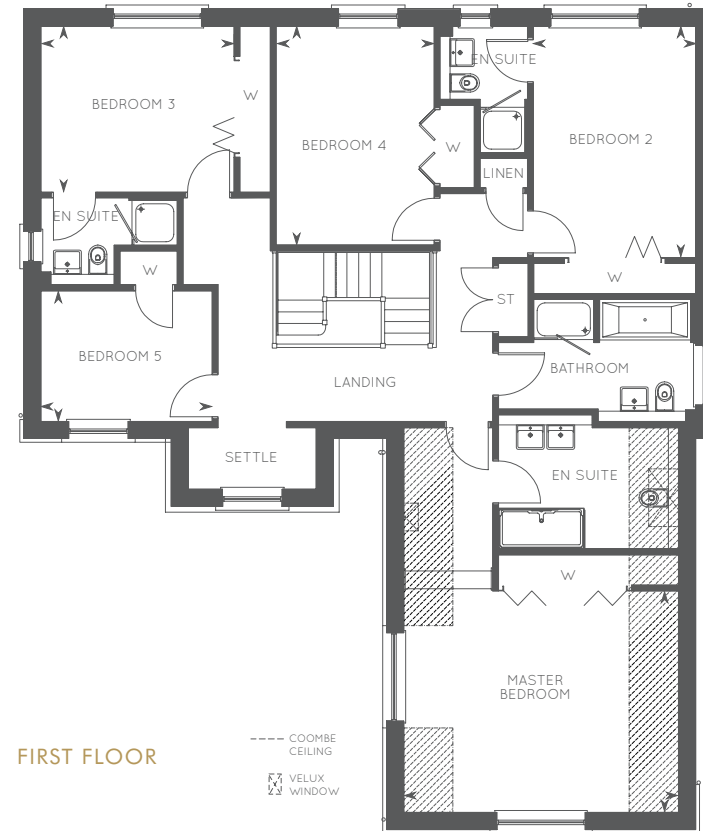 EN SUITE
BEDROOM 3
W
BEDROOM 4
W
BEDROOM 2
LINEN
EN SUITE
W
W
ST
BEDROOM 5
LANDING
BATHROOM
SETTLE
EN SUITE
W
MASTER
BEDROOM
FIRST FLOOR
COOMBE
CEILING
VELUX
WINDOW